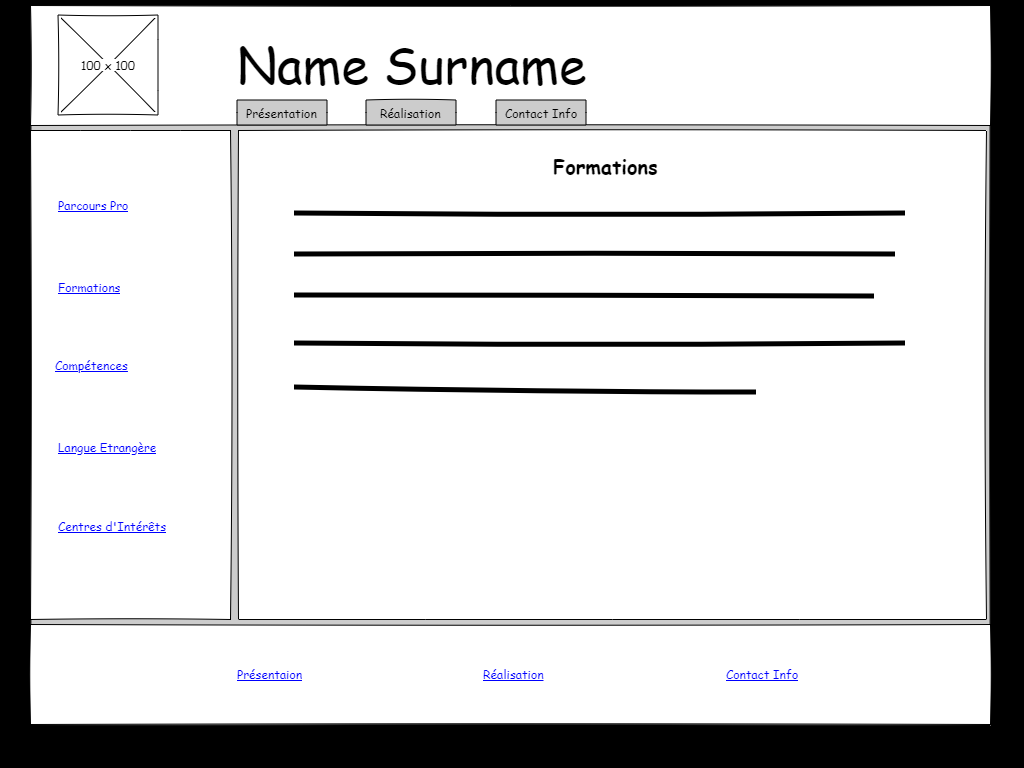 100 x 100
Name Surname
Présentation
Réalisation
Contact Info
Parcours Pro
Formations
Compétences
Langue Etrangère
Centres d'Intérêts
Formations
Présentaion
Réalisation
Contact Info